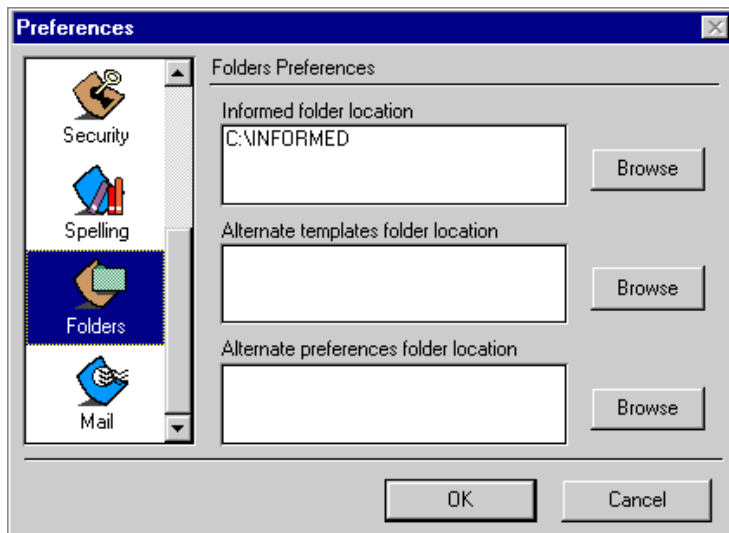 Preferences
Security
Spelling
Folders
Mail
Folders Preferences
Informed folder location
C:\INFORMED
Browse
Alternate templates folder location
Browse
Alternate preferences folder location
Browse
OK
Cancel